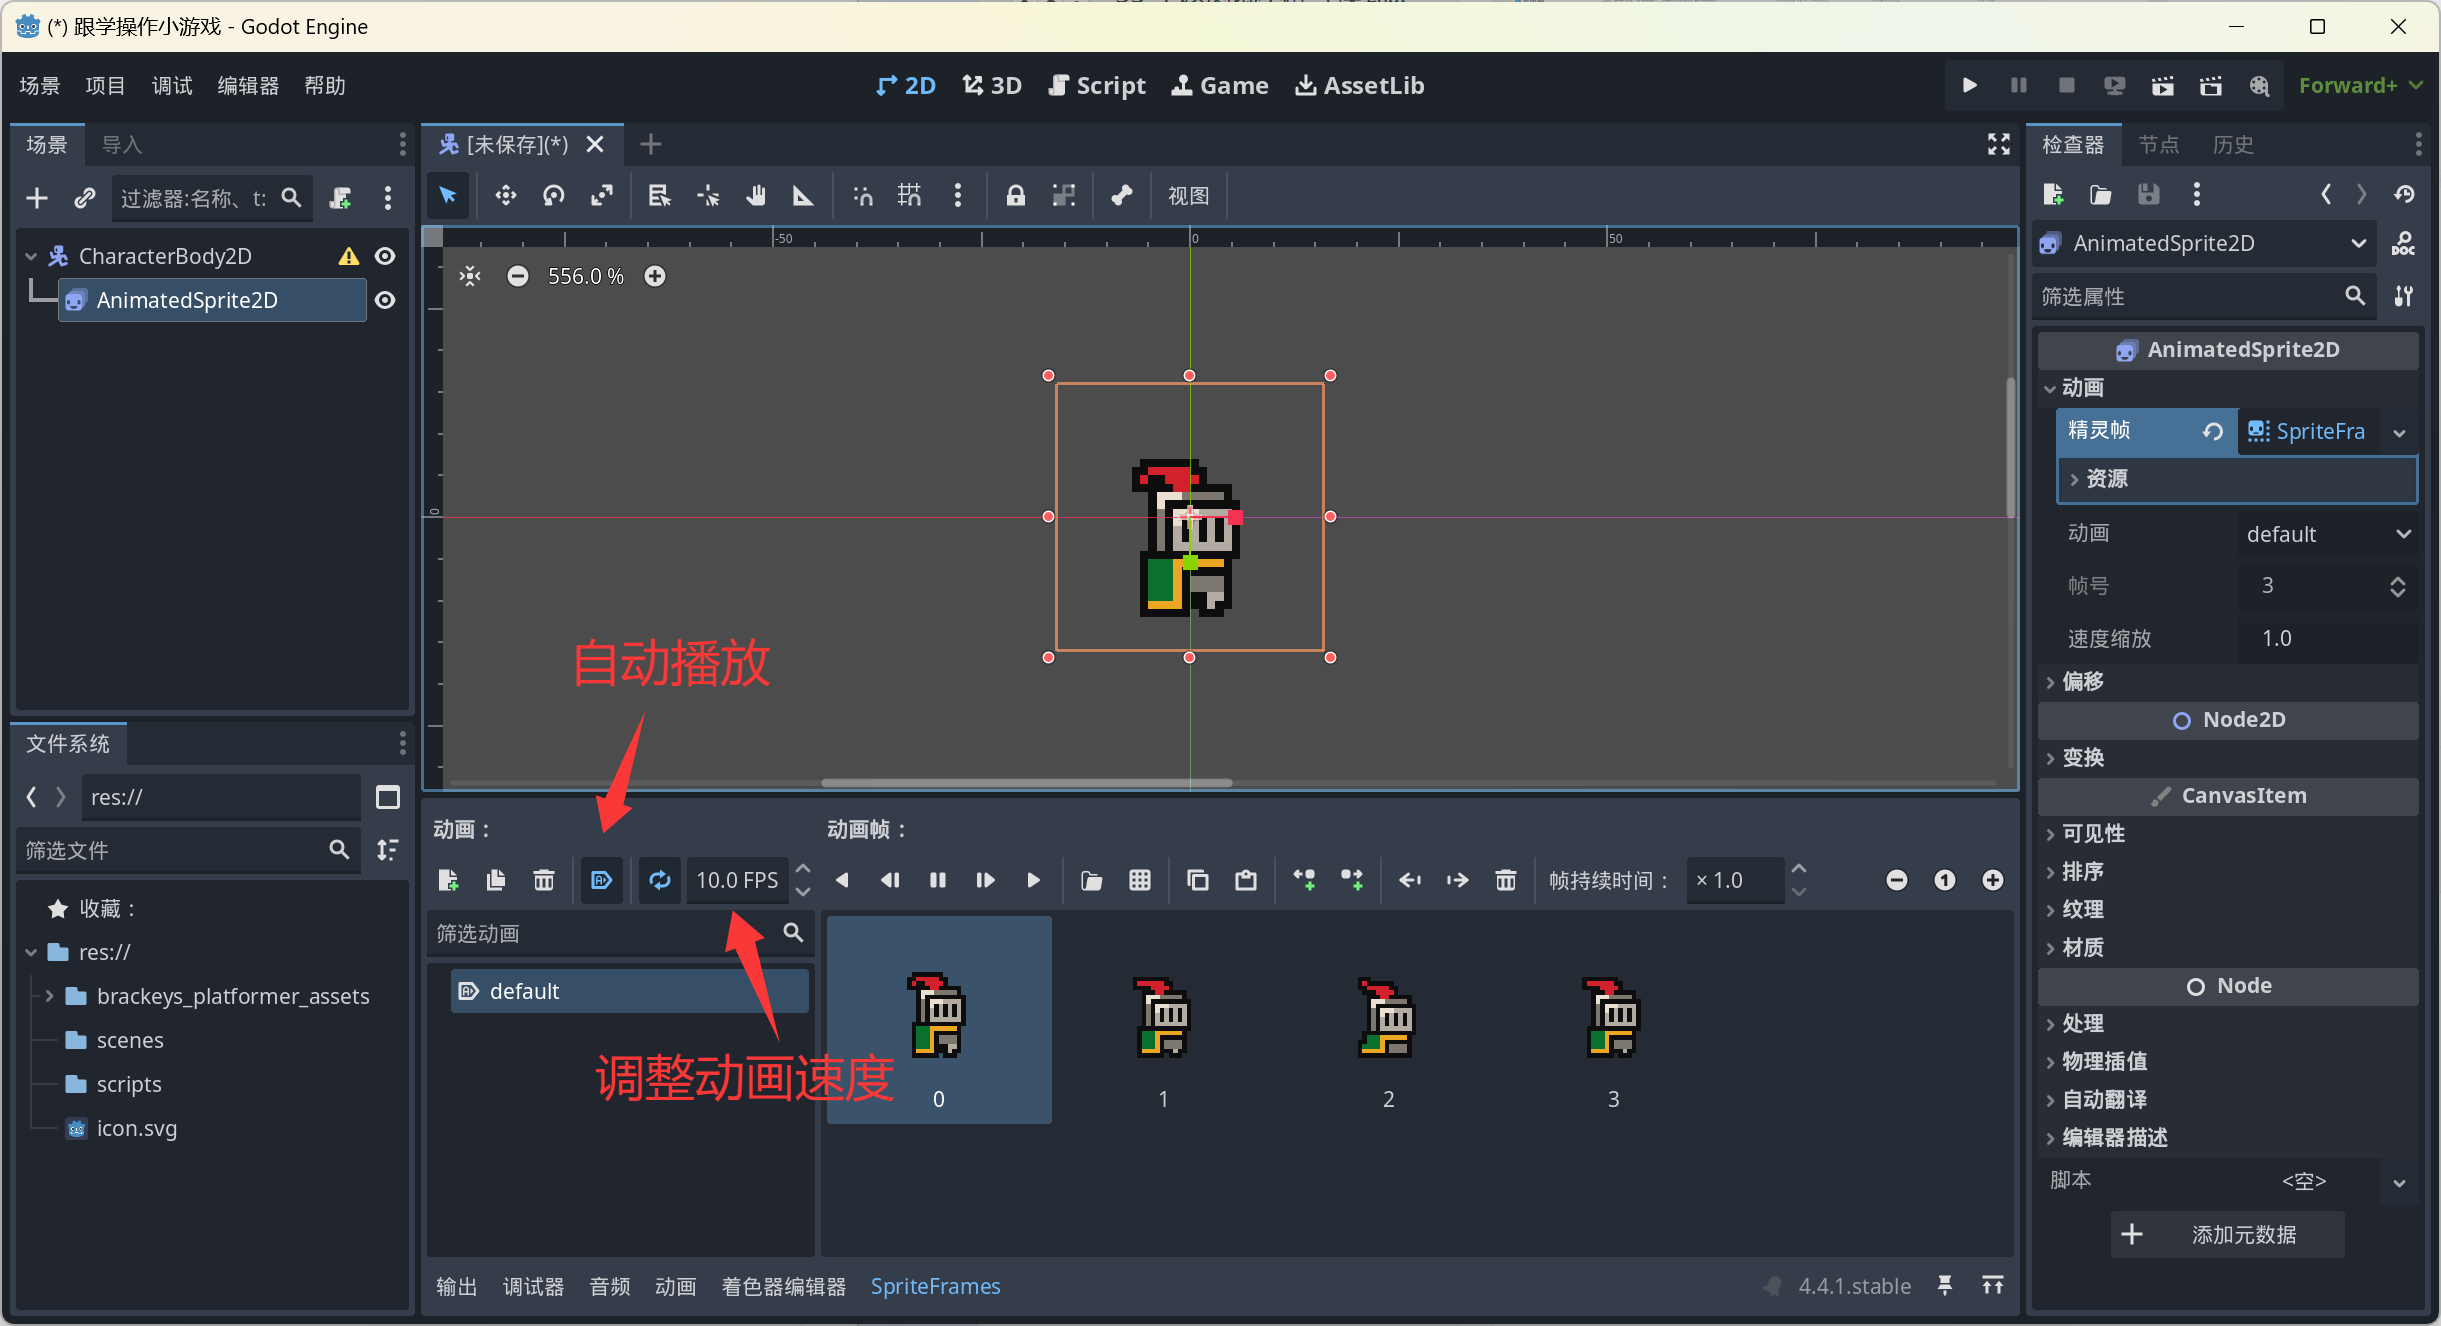 (*) 跟学操作小游戏 - Godot Engine
场景 项目 调试 编辑器 帮助
2D 3D Script Game AssetLib
Forward+
场景 导入
[未保存](*)
检查器 节点 历史
过滤器:名称、t:
视图
CharacterBody2D
AnimatedSprite2D
-50 0 50
556.0 %
0
AnimatedSprite2D
筛选属性
AnimatedSprite2D
动画
精灵帧 SpriteFra
资源
动画 default
帧号 3
速度缩放 1.0
偏移
Node2D
变换
CanvasItem
可见性
排序
纹理
材质
Node
处理
物理插值
自动翻译
编辑器描述
脚本 <空>
添加元数据
自动播放
文件系统
res://
筛选文件
收藏：
res://
brackeys_platformer_assets
scenes
scripts
icon.svg
动画：
动画帧：
10.0 FPS
帧持续时间： × 1.0
筛选动画
default
调整动画速度
0 1 2 3
输出 调试器 音频 动画 着色器编辑器 SpriteFrames
4.4.1.stable
DOC